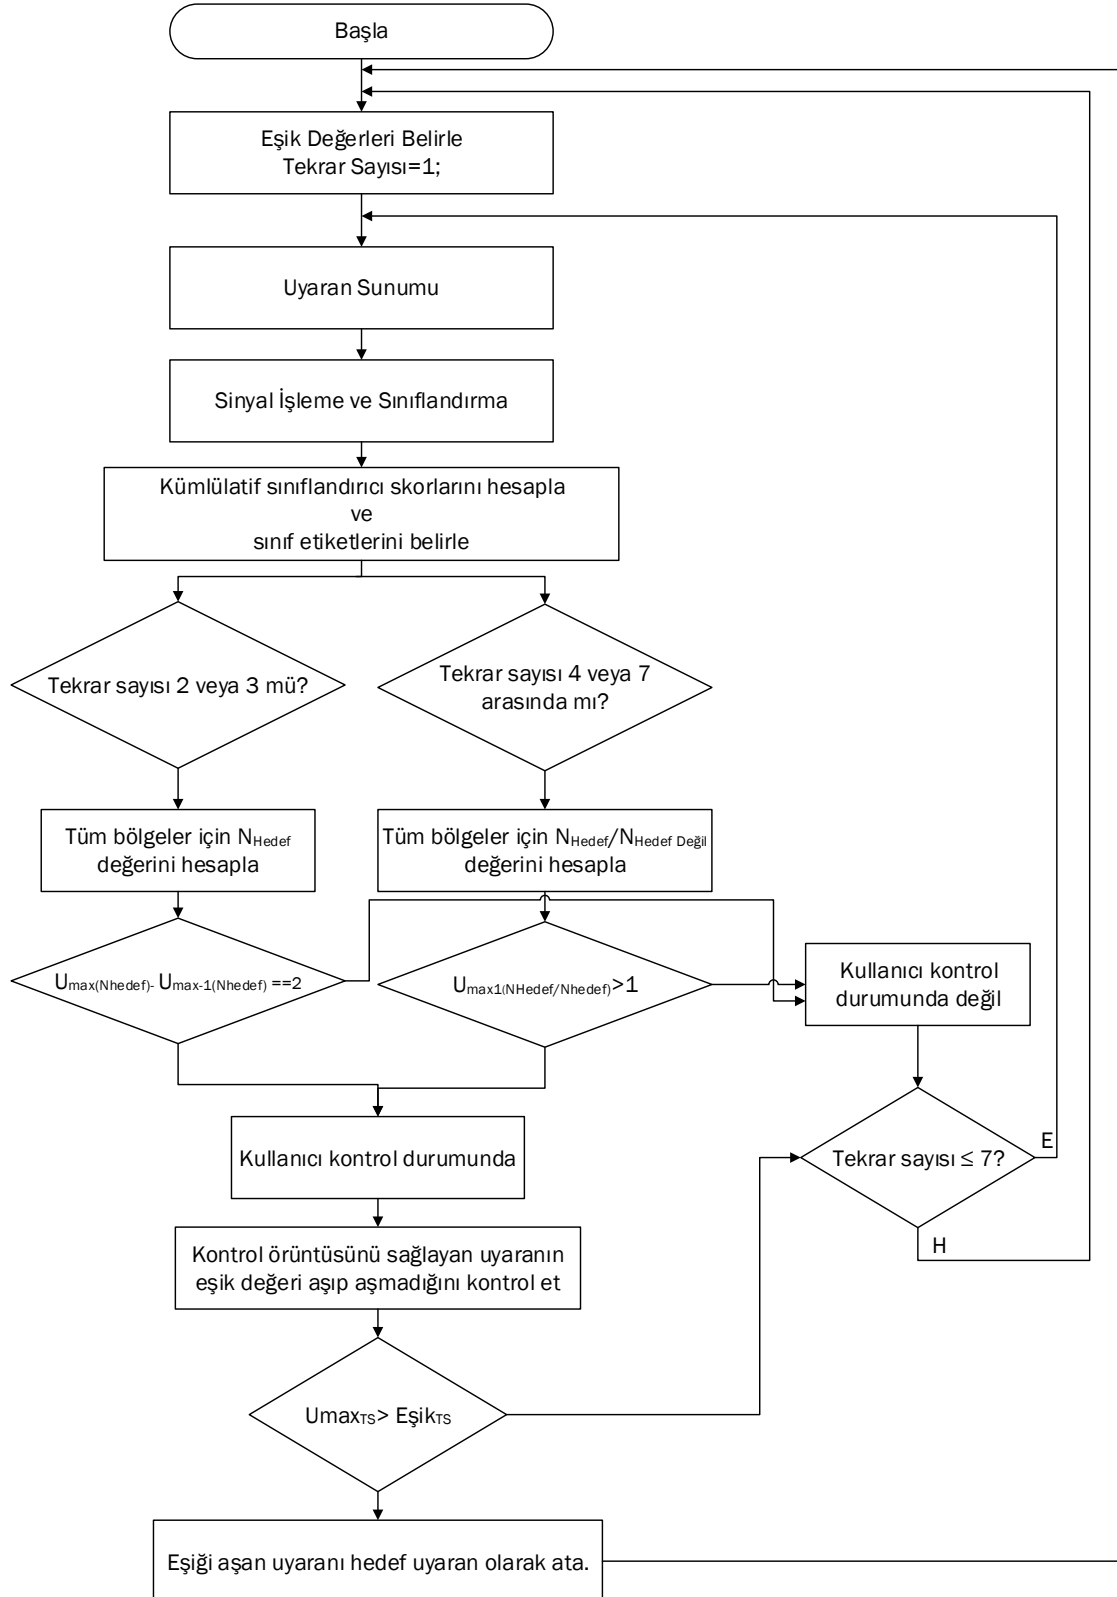 Başla
Eşik Değerleri Belirle
Tekrar Sayısı=1;
Uyaran Sunumu
Sinyal İşleme ve Sınıflandırma
Kümlülatif sınıflandırıcı skorlarını hesapla
ve
sınıf etiketlerini belirle
Tekrar sayısı 2 veya 3 mü?
Tekrar sayısı 4 veya 7
arasında mı?
Tüm bölgeler için NHedef
değerini hesapla
Tüm bölgeler için NHedef/NHedef Değil
değerini hesapla
Umax(Nhedef)- Umax-1(Nhedef) ==2
Umax1(NHedef/Nhedef)>1
Kullanıcı kontrol
durumunda değil
Kullanıcı kontrol durumunda
Tekrar sayısı ≤ 7?
E
H
Kontrol örüntüsünü sağlayan uyaranın
eşik değeri aşıp aşmadığını kontrol et
UmaxTS> EşikTS
Eşiği aşan uyaranı hedef uyaran olarak ata.